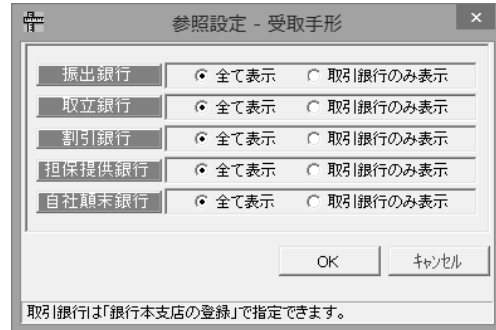 参照設定 - 受取手形
振出銀行 全て表示 取引銀行のみ表示
取立銀行 全て表示 取引銀行のみ表示
割引銀行 全て表示 取引銀行のみ表示
担保提供銀行 全て表示 取引銀行のみ表示
自社顛末銀行 全て表示 取引銀行のみ表示
OK ｷｬﾝｾﾙ
取引銀行は「銀行本支店の登録」で指定できます。